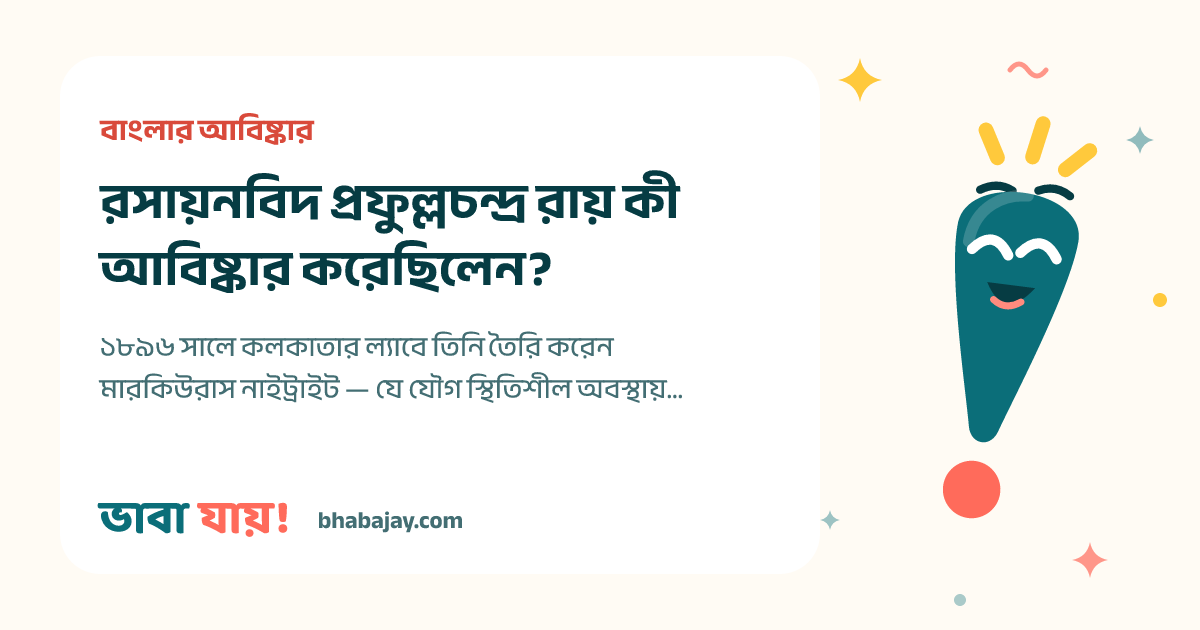 বাংলার আবিষ্কার
রসায়নবিদ প্রফুল্লচন্দ্র রায় কী
আবিষ্কার করেছিলেন?
১৮৯৬ সালে কলকাতার ল্যাবে তিনি তৈরি করেন
মারকিউরাস নাইট্রাইট — যে যৌগ স্থিতিশীল অবস্থায়...
ভাবা যায়! bhabajay.com